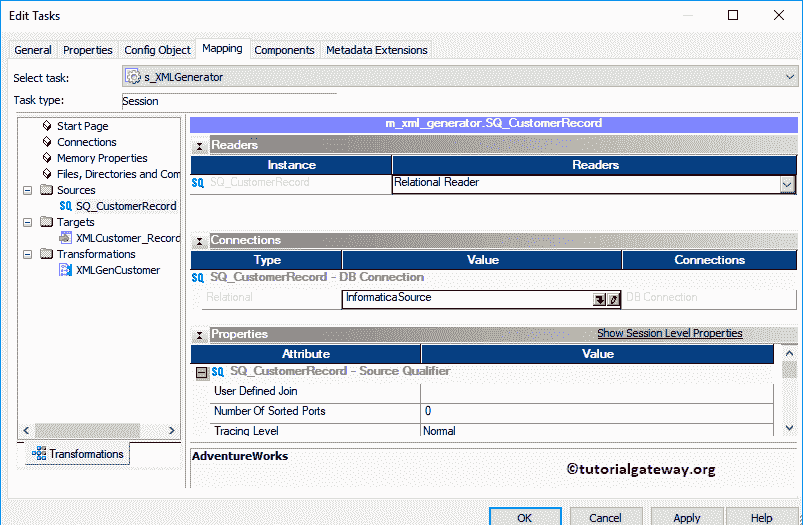 Edit Tasks
General Properties Config Object Mapping Components Metadata Extensions
Select task: s_XMLGenerator
Task type: Session
Start Page
Connections
Memory Properties
Files, Directories and Com
Sources
SQ_CustomerRecord
Targets
XMLCustomer_Record
Transformations
XMLGenCustomer
Transformations
m_xml_generator.SQ_CustomerRecord
Readers
Instance Readers
SQ SQ_CustomerRecord Relational Reader
Connections
Type Value Connections
SQ SQ_CustomerRecord - DB Connection
Relational InformaticaSource DB Connection
Properties Show Session Level Properties
Attribute Value
SQ SQ_CustomerRecord - Source Qualifier
User Defined Join
Number Of Sorted Ports 0
Tracing Level Normal
AdventureWorks
©tutorialgateway.org
OK Cancel Apply Help